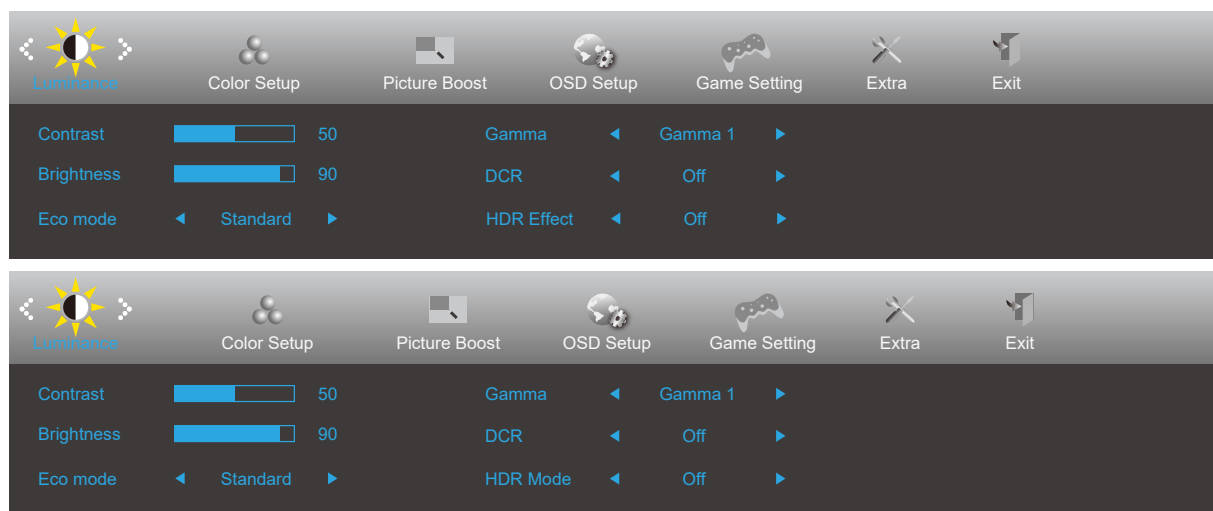 Luminance Color Setup Picture Boost OSD Setup Game Setting Extra Exit
Contrast 50 Gamma Gamma 1
Brightness 90 DCR Off
Eco mode Standard HDR Effect Off
Luminance Color Setup Picture Boost OSD Setup Game Setting Extra Exit
Contrast 50 Gamma Gamma 1
Brightness 90 DCR Off
Eco mode Standard HDR Mode Off